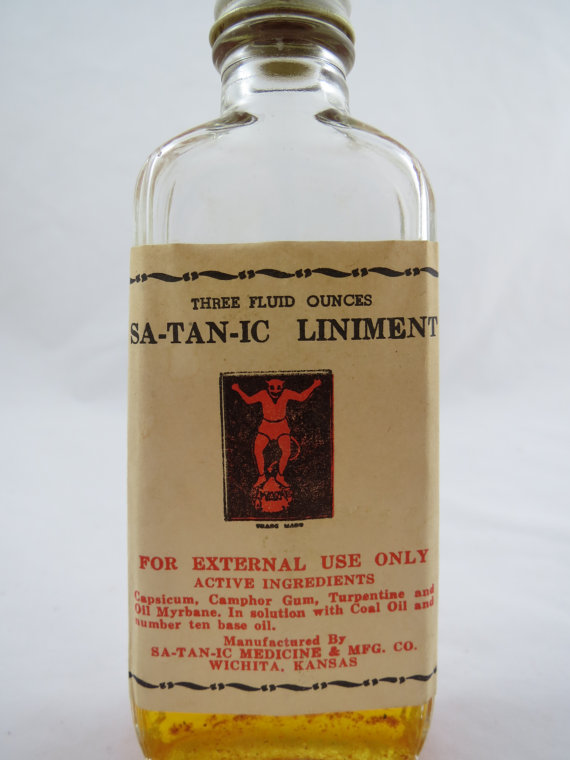 THREE FLUID OUNCES
SA-TAN-IC LINIMENT
TRADE MARK
FOR EXTERNAL USE ONLY
ACTIVE INGREDIENTS
Capsicum, Camphor Gum, Turpentine and
Oil Myrbane. In solution with Coal Oil and
number ten base oil.
Manufactured By
SA-TAN-IC MEDICINE & MFG. CO.
WICHITA, KANSAS